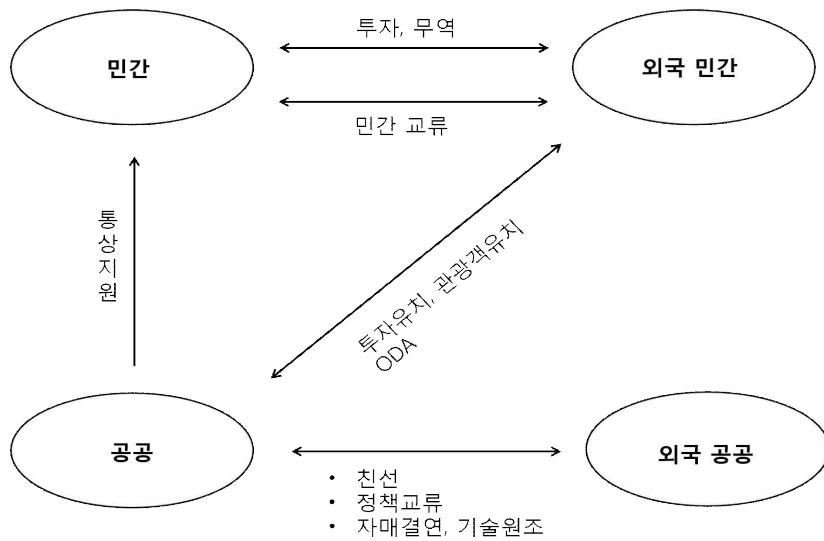 투자, 무역
민간
외국 민간
민간 교류
통상지원
투자유치, 관광객유치
ODA
공공
외국 공공
• 친선
• 정책교류
• 자매결연, 기술원조